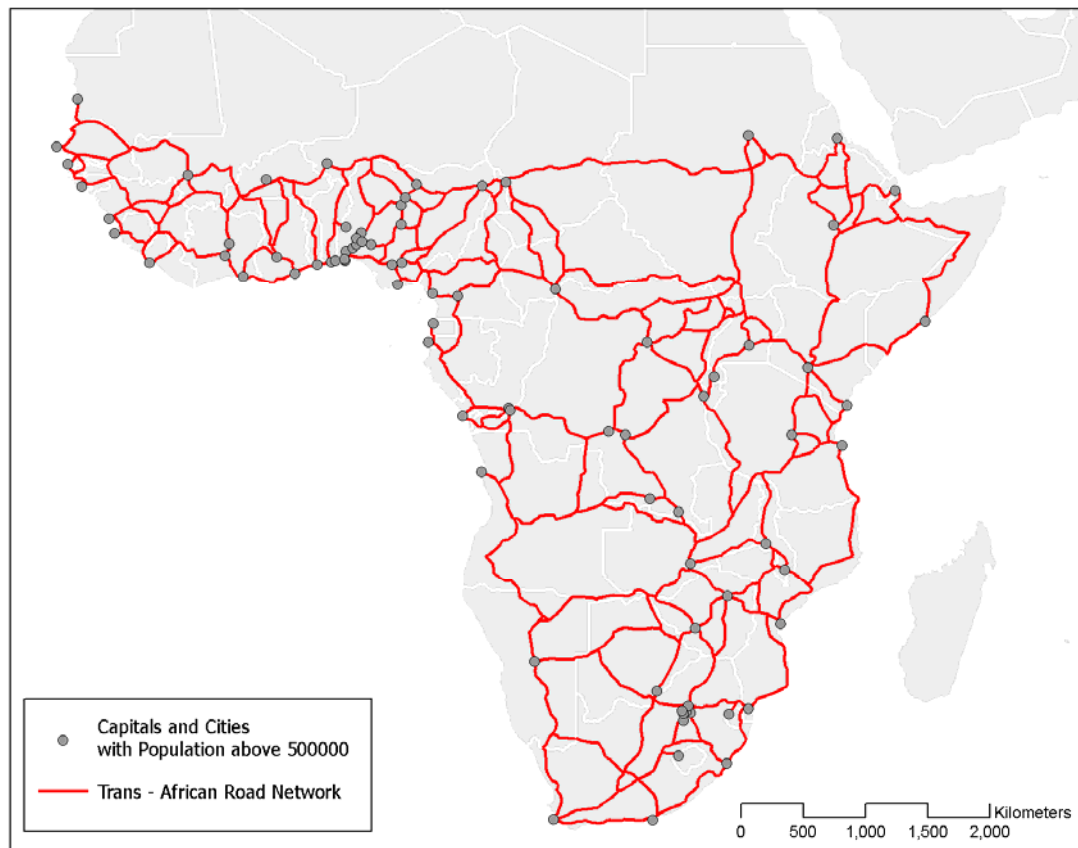 Capitals and Cities
with Population above 500000
Trans - African Road Network
Kilometers
0 500 1,000 1,500 2,000